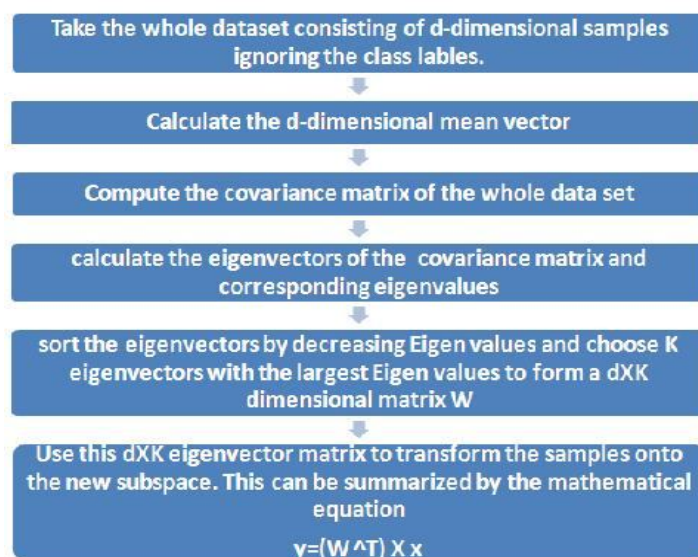 Take the whole dataset consisting of d-dimensional samples
ignoring the class lables.
Calculate the d-dimensional mean vector
Compute the covariance matrix of the whole data set
calculate the eigenvectors of the covariance matrix and
corresponding eigenvalues
sort the eigenvectors by decreasing Eigen values and choose K
eigenvectors with the largest Eigen values to form a dXK
dimensional matrix W
Use this dXK eigenvector matrix to transform the samples onto
the new subspace. This can be summarized by the mathematical
equation
y=(W ^T) X x